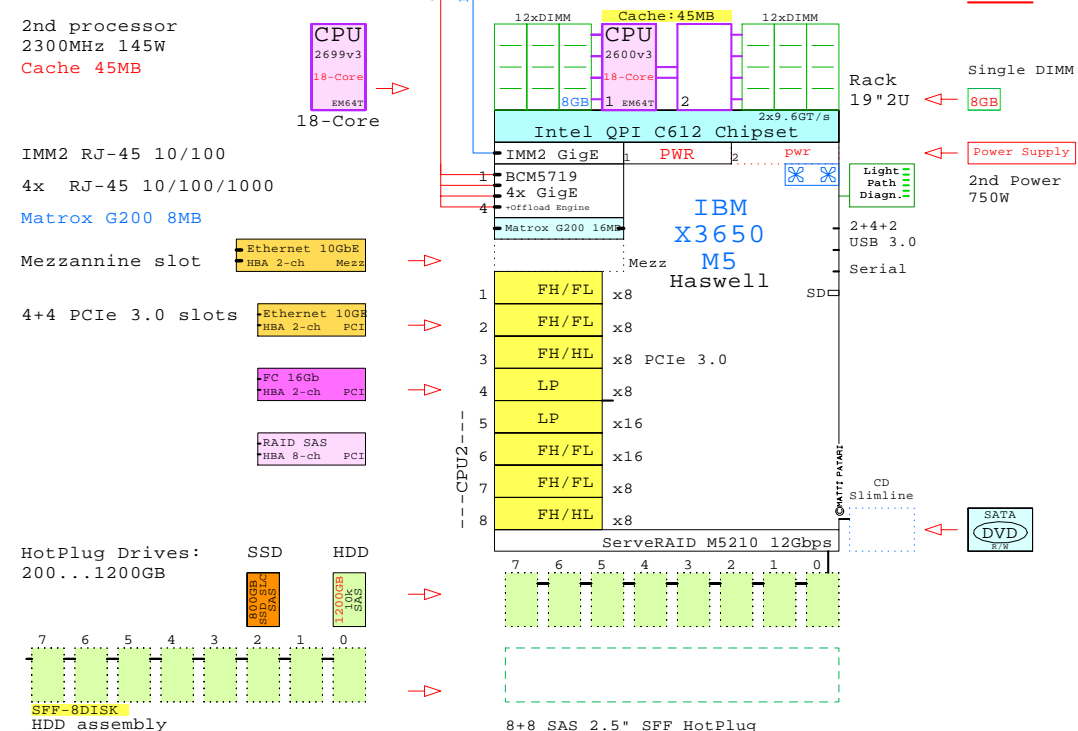 2nd processor
2300MHz 145W
Cache 45MB
CPU
2699v3
18-Core
EM64T
18-Core
IMM2 RJ-45 10/100
4x RJ-45 10/100/1000
Matrox G200 8MB
Mezzannine slot
Ethernet 10GbE
HBA 2-ch Mezz
4+4 PCIe 3.0 slots
Ethernet 10GB
HBA 2-ch PCI
FC 16Gb
HBA 2-ch PCI
RAID SAS
HBA 8-ch PCI
HotPlug Drives:
200...1200GB
SSD
HDD
800GB
SSD SLC
SAS
1200GB
10k
SAS
7 6 5 4 3 2 1 0
SFF-8DISK
HDD assembly
12xDIMM
Cache:45MB
12xDIMM
CPU
2600v3
18-Core
8GB
1 EM64T
2
2x9.6GT/s
Intel QPI C612 Chipset
IMM2 GigE
1 PWR
2 pwr
1 BCM5719
4x GigE
4 +Offload Engine
Matrox G200 16MB
Mezz
IBM
X3650
M5
Haswell
1 FH/FL x8
2 FH/FL x8
3 FH/HL x8 PCIe 3.0
4 LP x8
5 LP x16
6 FH/FL x16
7 FH/FL x8
8 FH/HL x8
---CPU2---
ServeRAID M5210 12Gbps
7 6 5 4 3 2 1 0
8+8 SAS 2.5" SFF HotPlug
Rack
19"2U
Single DIMM
8GB
Power Supply
2nd Power
750W
Light
Path
Diagn.
2+4+2
USB 3.0
Serial
SD
©MATTI PATARI
CD
Slimline
SATA
DVD
R/W